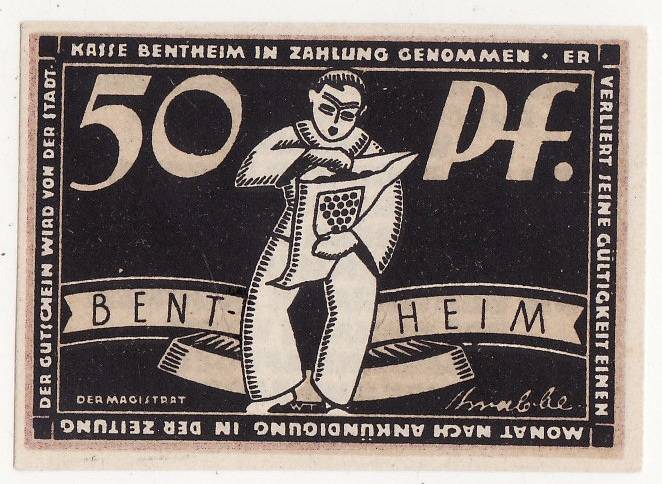 DER GUTSCHEIN WIRD VON DER STADT-
KASSE BENTHEIM IN ZAHLUNG GENOMMEN · ER
VERLIERT SEINE GÜLTIGKEIT EINEN
MONAT NACH ANKÜNDIGUNG IN DER ZEITUNG
50 Pf.
BENT-HEIM
DER MAGISTRAT
WT